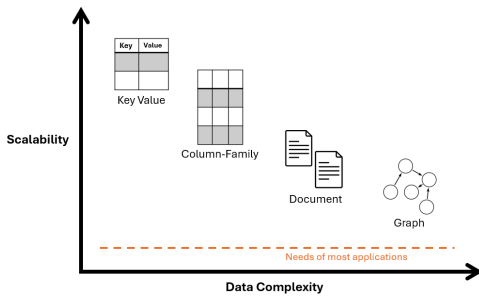 Key Value
Key Value
Column-Family
Scalability
Document
Graph
Needs of most applications
Data Complexity